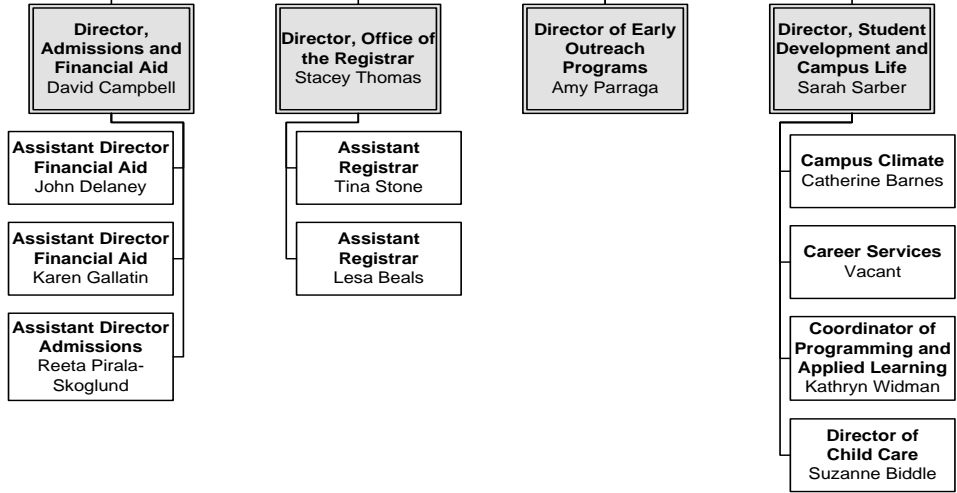 Director,
Admissions and
Financial Aid
David Campbell
Assistant Director
Financial Aid
John Delaney
Assistant Director
Financial Aid
Karen Gallatin
Assistant Director
Admissions
Reeta Pirala-
Skoglund
Director, Office of
the Registrar
Stacey Thomas
Assistant
Registrar
Tina Stone
Assistant
Registrar
Lesa Beals
Director of Early
Outreach
Programs
Amy Parraga
Director, Student
Development and
Campus Life
Sarah Sarber
Campus Climate
Catherine Barnes
Career Services
Vacant
Coordinator of
Programming and
Applied Learning
Kathryn Widman
Director of
Child Care
Suzanne Biddle